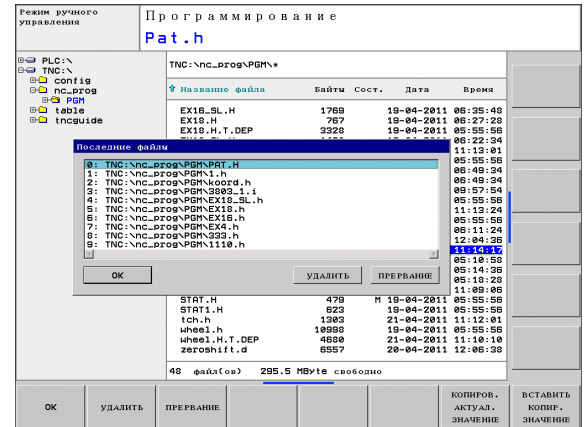 Режим ручного
управления
Программирование
Pat.h
PLC:\
TNC:\
config
nc_prog
PGM
table
tncguide
TNC:\nc_prog\PGM\*
Название файла Байты Сост. Дата Время
EX16_SL.H 1769 19-04-2011 06:35:48
EX18.H 767 19-04-2011 06:27:28
EX18.H.T.DEP 3328 19-04-2011 05:55:56
06:22:34
11:13:01
05:55:56
06:49:34
06:49:34
09:57:54
05:55:56
11:13:24
05:55:56
06:11:24
12:04:36
11:14:17
05:10:58
05:14:36
05:18:28
11:09:06
Последние файлы
0: TNC:\nc_prog\PGM\PAT.H
1: TNC:\nc_prog\PGM\1.h
2: TNC:\nc_prog\PGM\koord.h
3: TNC:\nc_prog\PGM\3803_1.i
4: TNC:\nc_prog\PGM\EX18_SL.h
5: TNC:\nc_prog\PGM\EX18.h
6: TNC:\nc_prog\PGM\EX16.h
7: TNC:\nc_prog\PGM\EX4.h
8: TNC:\nc_prog\PGM\333.h
9: TNC:\nc_prog\PGM\1110.h
OK УДАЛИТЬ ПРЕРВАНИЕ
STAT.H 479 M 19-04-2011 05:55:56
STAT1.H 623 19-04-2011 05:55:56
tch.h 1303 21-04-2011 11:12:01
wheel.h 10998 19-04-2011 05:55:56
wheel.H.T.DEP 4680 21-04-2011 11:10:10
zeroshift.d 6557 20-04-2011 12:06:38
48 файл(ов) 295.5 MByte свободно
OK
УДАЛИТЬ
ПРЕРВАНИЕ
КОПИРОВ.
АКТУАЛ.
ЗНАЧЕНИЕ
ВСТАВИТЬ
КОПИР.
ЗНАЧЕНИЕ